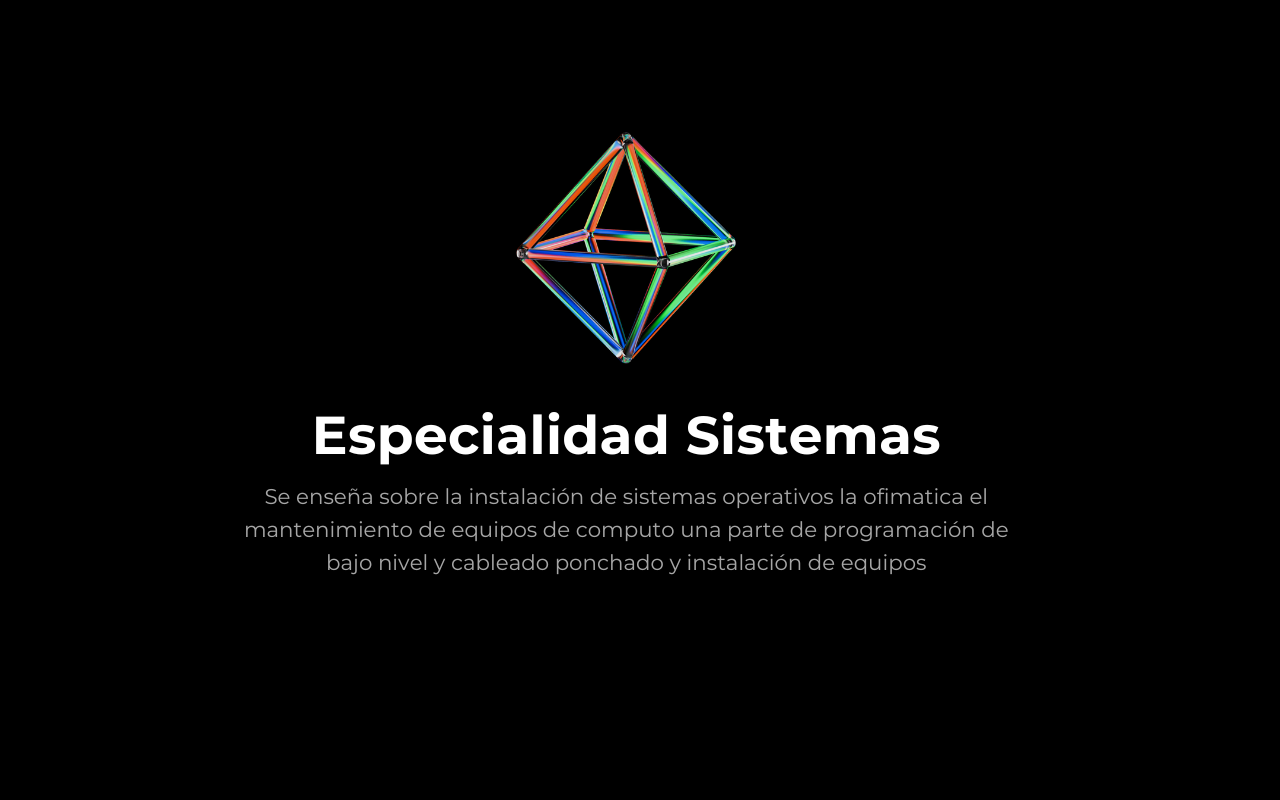 Especialidad Sistemas
Se enseña sobre la instalación de sistemas operativos la ofimatica el
mantenimiento de equipos de computo una parte de programación de
bajo nivel y cableado ponchado y instalación de equipos